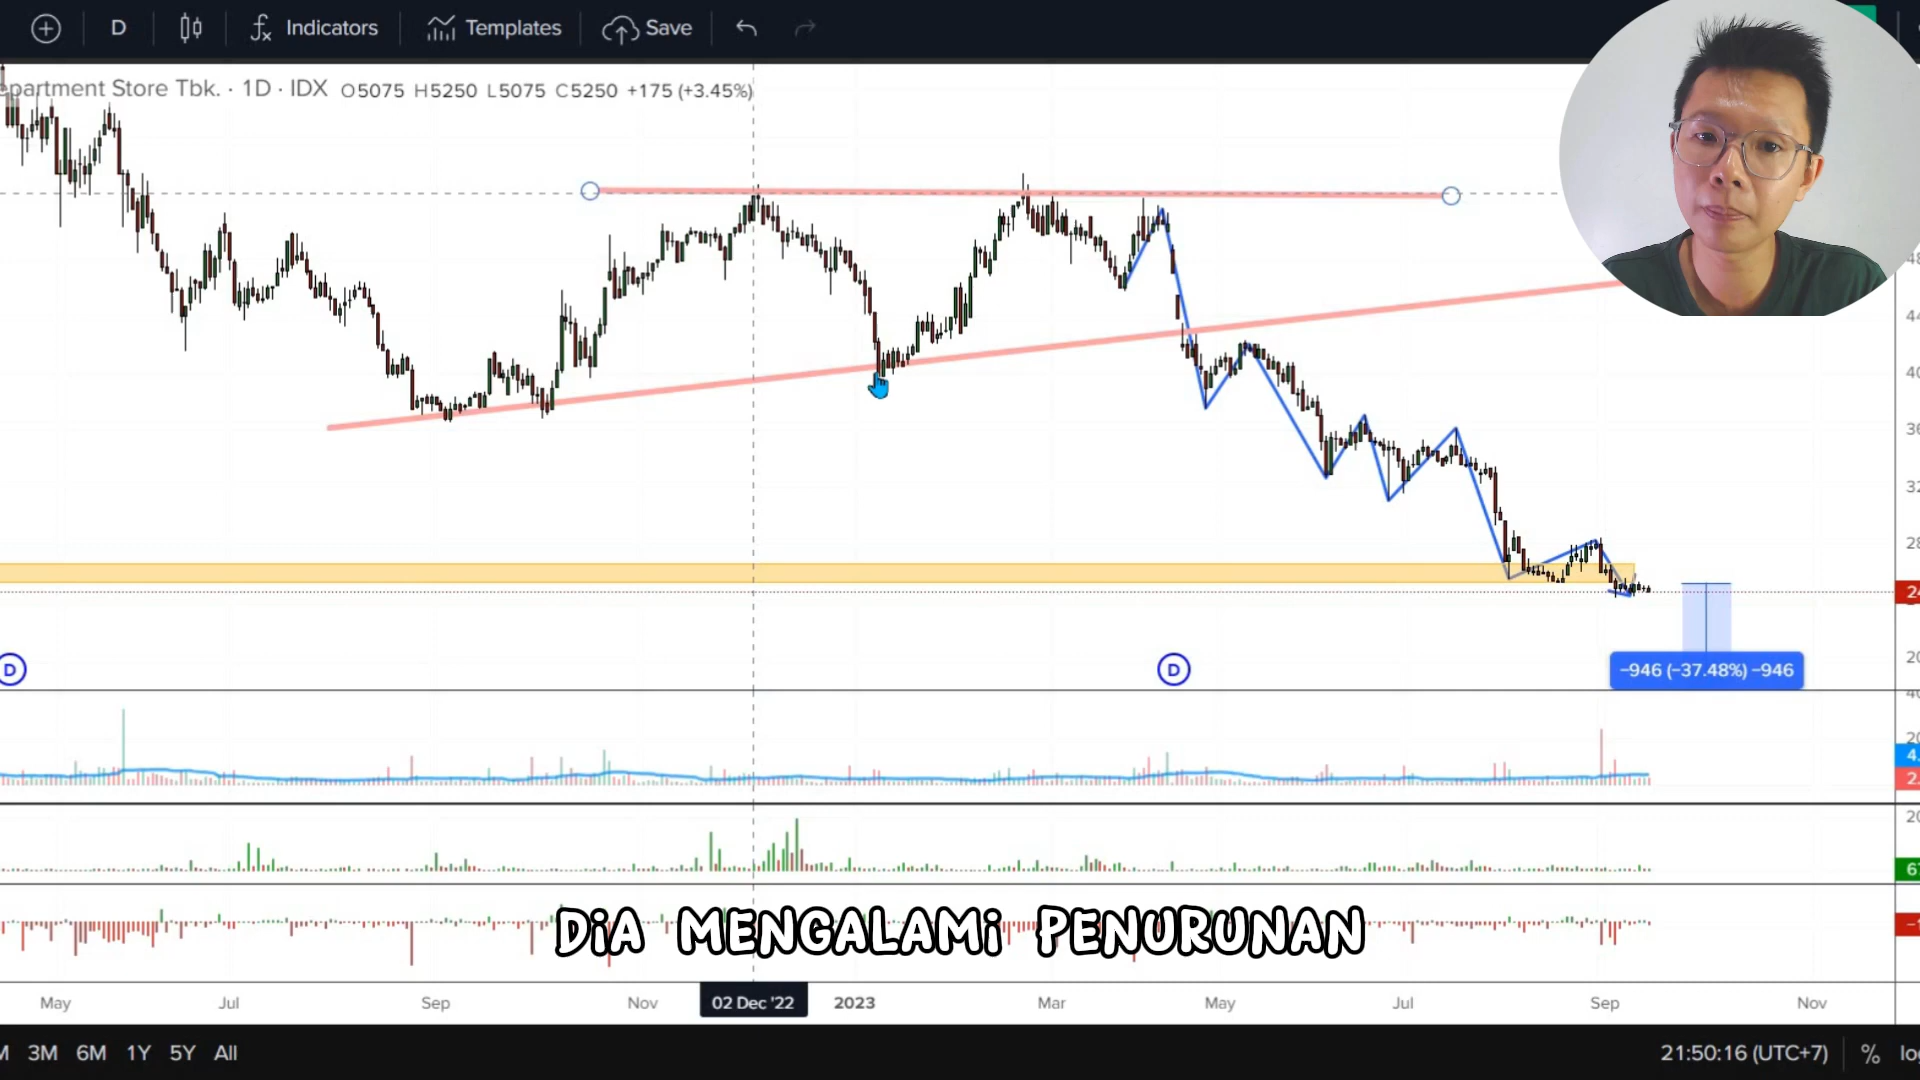 D Indicators Templates Save
epartment Store Tbk. · 1D · IDX O5075 H5250 L5075 C5250 +175 (+3.45%)
D
D
−946 (−37.48%) −946
DIA MENGALAMI PENURUNAN
May Jul Sep Nov 02 Dec '22 2023 Mar May Jul Sep Nov
M 3M 6M 1Y 5Y All 21:50:16 (UTC+7) %